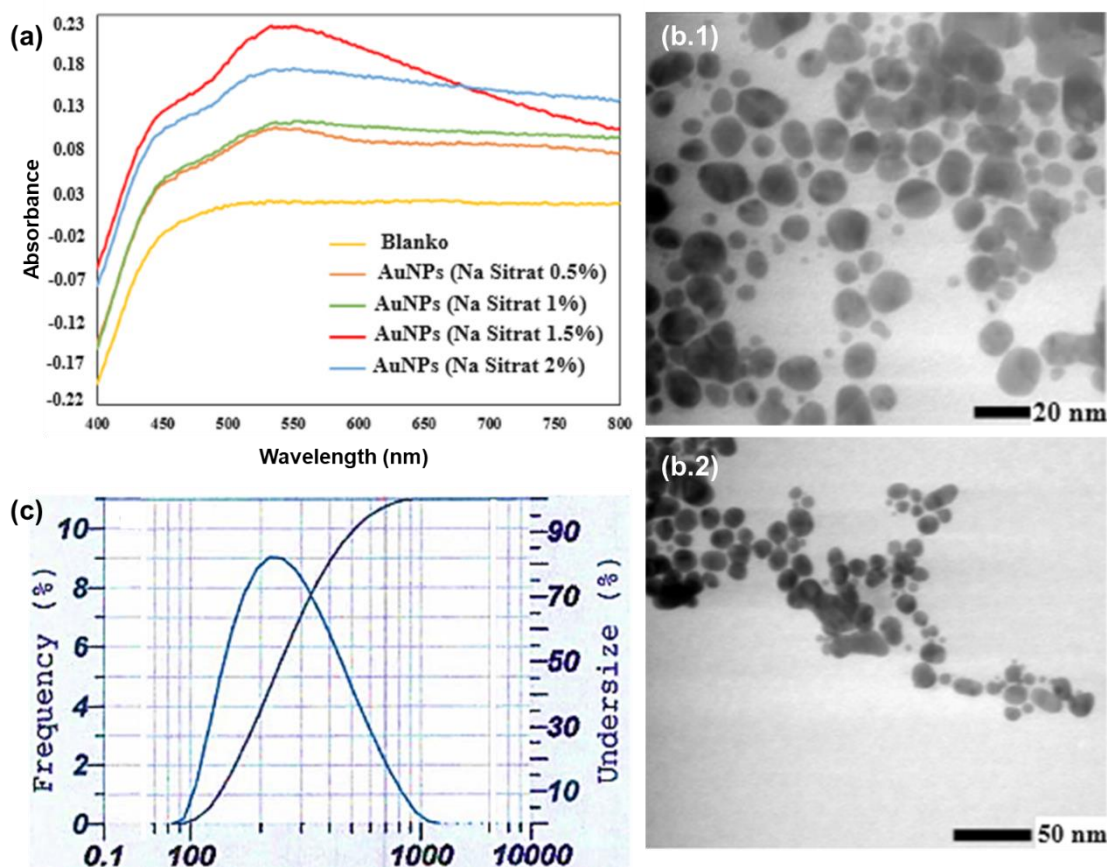 (a)
0.23
0.18
0.13
0.08
0.03
-0.02
-0.07
-0.12
-0.17
-0.22
Absorbance
400 450 500 550 600 650 700 750 800
Wavelength (nm)
Blanko
AuNPs (Na Sitrat 0.5%)
AuNPs (Na Sitrat 1%)
AuNPs (Na Sitrat 1.5%)
AuNPs (Na Sitrat 2%)
(b.1)
20 nm
(b.2)
50 nm
(c)
Frequency (%)
10
8
6
4
2
0
0.1 100 1000 10000
90
70
50
30
10
Undersize (%)